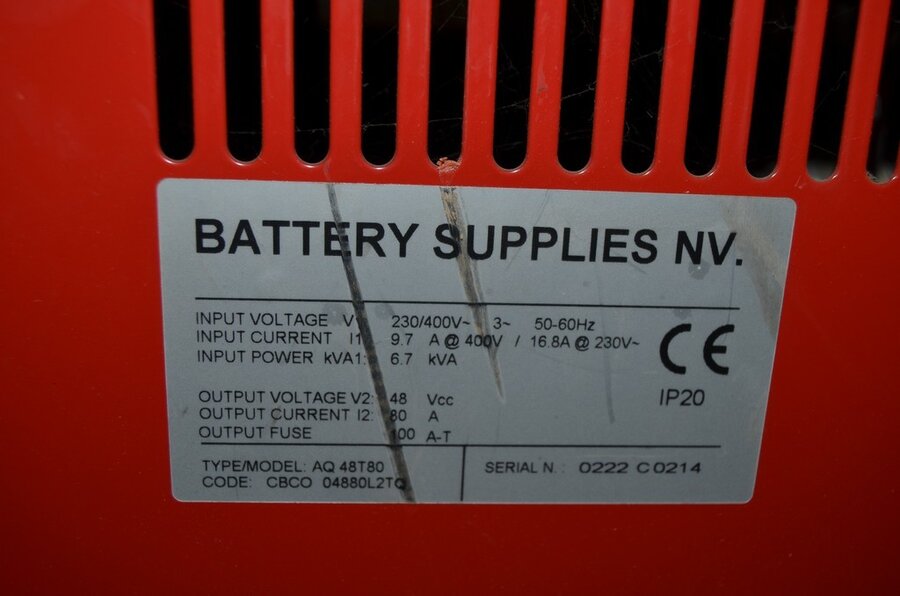 BATTERY SUPPLIES NV.
INPUT VOLTAGE V1: 230/400V~ 3~ 50-60Hz
INPUT CURRENT I1: 9.7 A@400V / 16.8A@230V~
INPUT POWER kVA1: 6.7 kVA
CE
OUTPUT VOLTAGE V2: 48 Vcc
IP20
OUTPUT CURRENT I2: 80 A
OUTPUT FUSE 100 A-T
TYPE/MODEL: AQ 48T80
CODE: CBCO 04880L2TQ
SERIAL N.: 0222 C0214